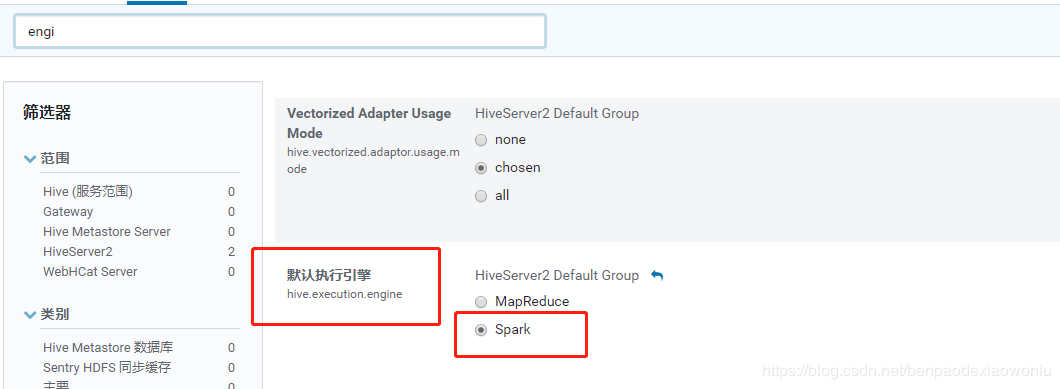 engi
筛选器
范围
Hive (服务范围) 0
Gateway 0
Hive Metastore Server 0
HiveServer2 2
WebHCat Server 0
类别
Hive Metastore 数据库 0
Sentry HDFS 同步缓存 0
主要 0
Vectorized Adapter Usage
Mode
hive.vectorized.adaptor.usage.m
ode
HiveServer2 Default Group
none
chosen
all
默认执行引擎
hive.execution.engine
HiveServer2 Default Group
MapReduce
Spark
https://blog.csdn.net/benpaodexiaowoniu